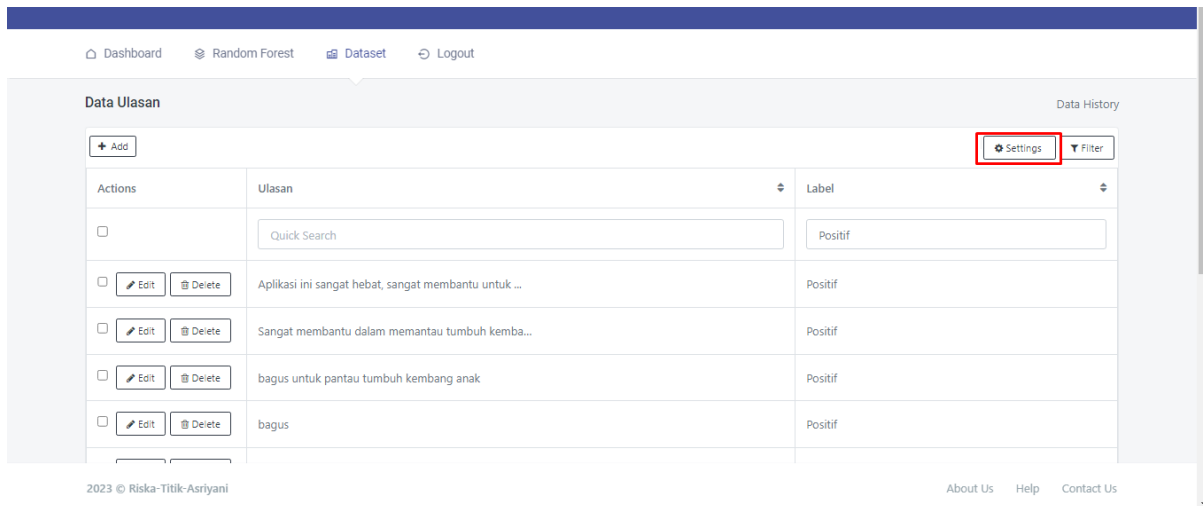 Dashboard Random Forest Dataset Logout
Data Ulasan Data History
Add Settings Filter
Actions Ulasan Label
Quick Search Positif
Edit Delete Aplikasi ini sangat hebat, sangat membantu untuk ... Positif
Edit Delete Sangat membantu dalam memantau tumbuh kemba... Positif
Edit Delete bagus untuk pantau tumbuh kembang anak Positif
Edit Delete bagus Positif
2023 © Riska-Titik-Asriyani About Us Help Contact Us